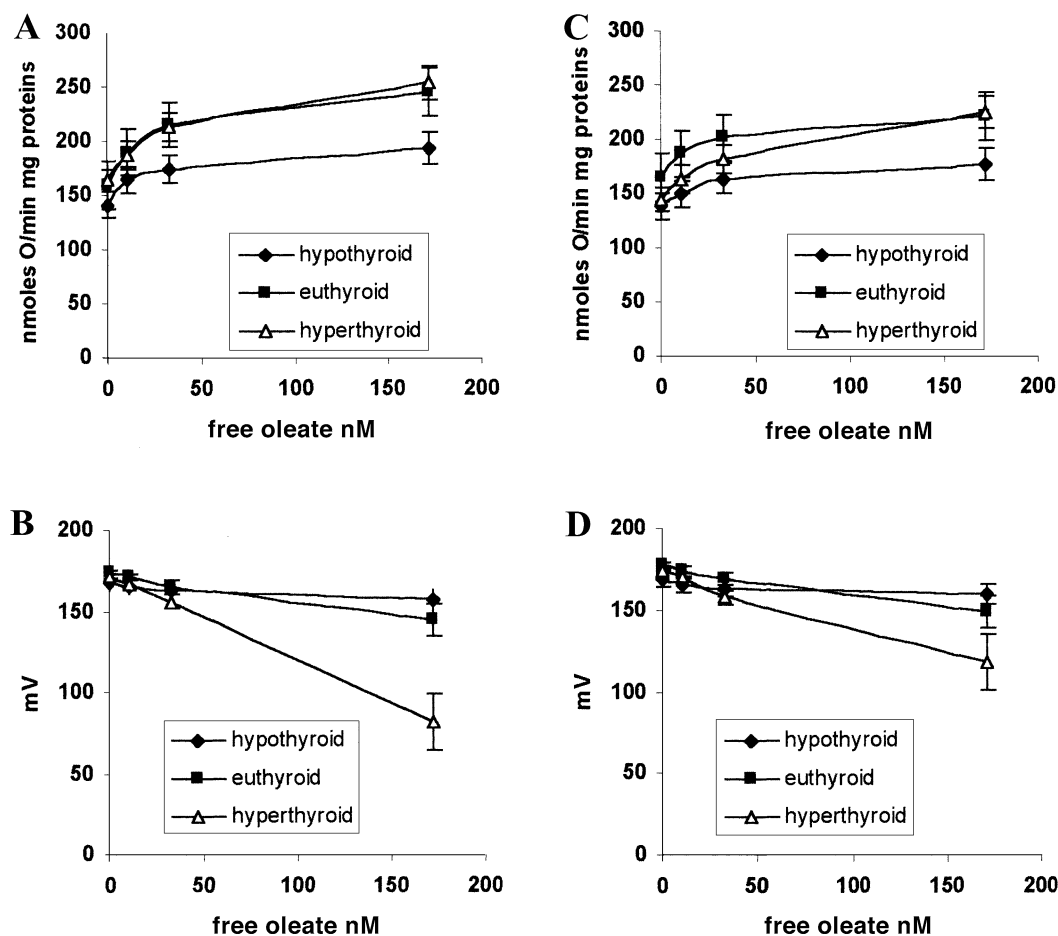 A
nmoles O/min mg proteins
300
250
200
150
100
50
0
hypothyroid
euthyroid
hyperthyroid
0 50 100 150 200
free oleate nM
C
nmoles O/min mg proteins
300
250
200
150
100
50
0
hypothyroid
euthyroid
hyperthyroid
0 50 100 150 200
free oleate nM
B
mV
200
150
100
50
0
hypothyroid
euthyroid
hyperthyroid
0 50 100 150 200
free oleate nM
D
mV
200
150
100
50
0
hypothyroid
euthyroid
hyperthyroid
0 50 100 150 200
free oleate nM